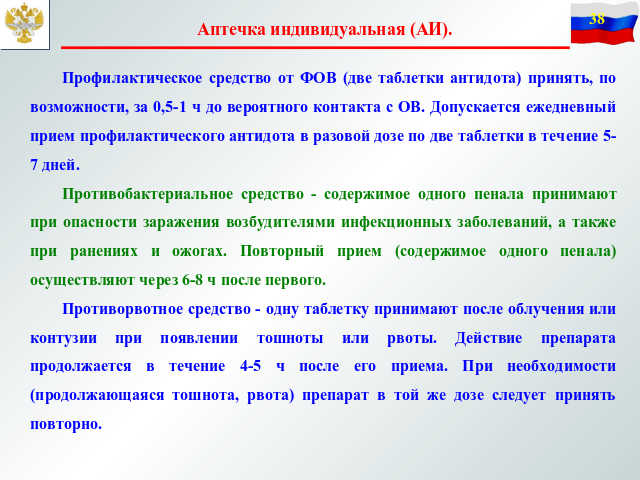 Аптечка индивидуальная (АИ).
38
Профилактическое средство от ФОВ (две таблетки антидота) принять, по
возможности, за 0,5-1 ч до вероятного контакта с ОВ. Допускается ежедневный
прием профилактического антидота в разовой дозе по две таблетки в течение 5-
7 дней.
Противобактериальное средство - содержимое одного пенала принимают
при опасности заражения возбудителями инфекционных заболеваний, а также
при ранениях и ожогах. Повторный прием (содержимое одного пенала)
осуществляют через 6-8 ч после первого.
Противорвотное средство - одну таблетку принимают после облучения или
контузии при появлении тошноты или рвоты. Действие препарата
продолжается в течение 4-5 ч после его приема. При необходимости
(продолжающаяся тошнота, рвота) препарат в той же дозе следует принять
повторно.